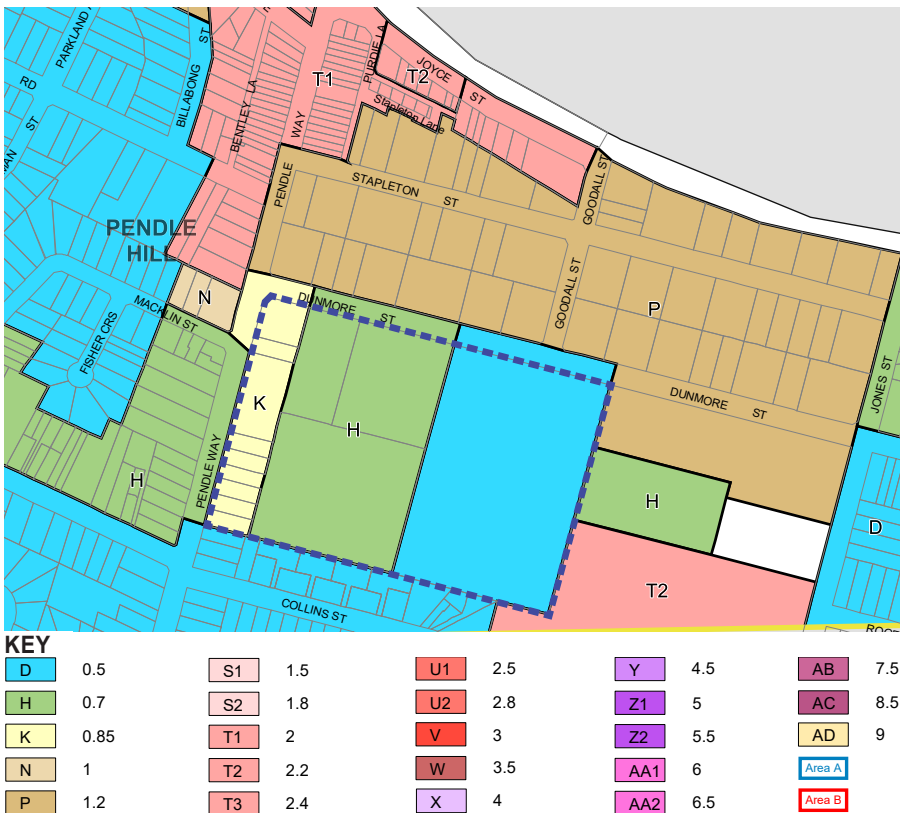 PARKLAND
ST
RD
ST
BILLABONG
BENTLEY LA
WAY
T1
PURDIE LA
T2
JOYCE
ST
Stapleton Lane
PENDLE
STAPLETON
ST
GOODALL ST
PENDLE
HILL
N
MACKLIN ST
FISHER CRS
DUNMORE
ST
GOODALL ST
P
K
H
H
PENDLE WAY
DUNMORE
ST
JONES ST
H
D
T2
COLLINS ST
KEY
D 0.5 S1 1.5 U1 2.5 Y 4.5 AB 7.5
H 0.7 S2 1.8 U2 2.8 Z1 5 AC 8.5
K 0.85 T1 2 V 3 Z2 5.5 AD 9
N 1 T2 2.2 W 3.5 AA1 6 Area A
P 1.2 T3 2.4 X 4 AA2 6.5 Area B